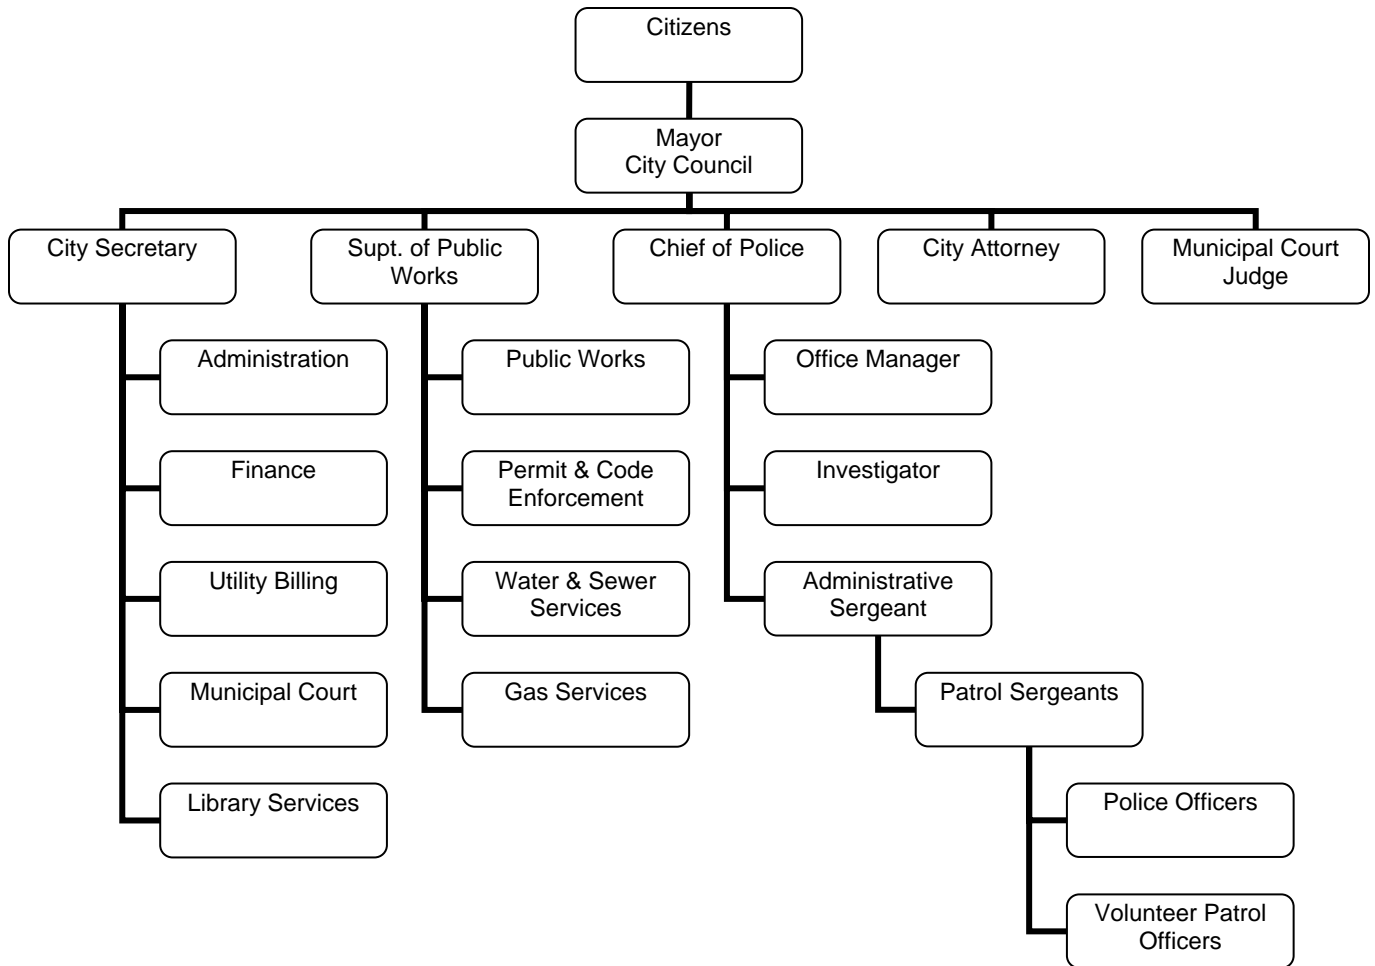 Citizens
Mayor
City Council
City Secretary
Supt. of Public
Works
Chief of Police
City Attorney
Municipal Court
Judge
Administration
Public Works
Office Manager
Finance
Permit & Code
Enforcement
Investigator
Utility Billing
Water & Sewer
Services
Administrative
Sergeant
Municipal Court
Gas Services
Patrol Sergeants
Library Services
Police Officers
Volunteer Patrol
Officers